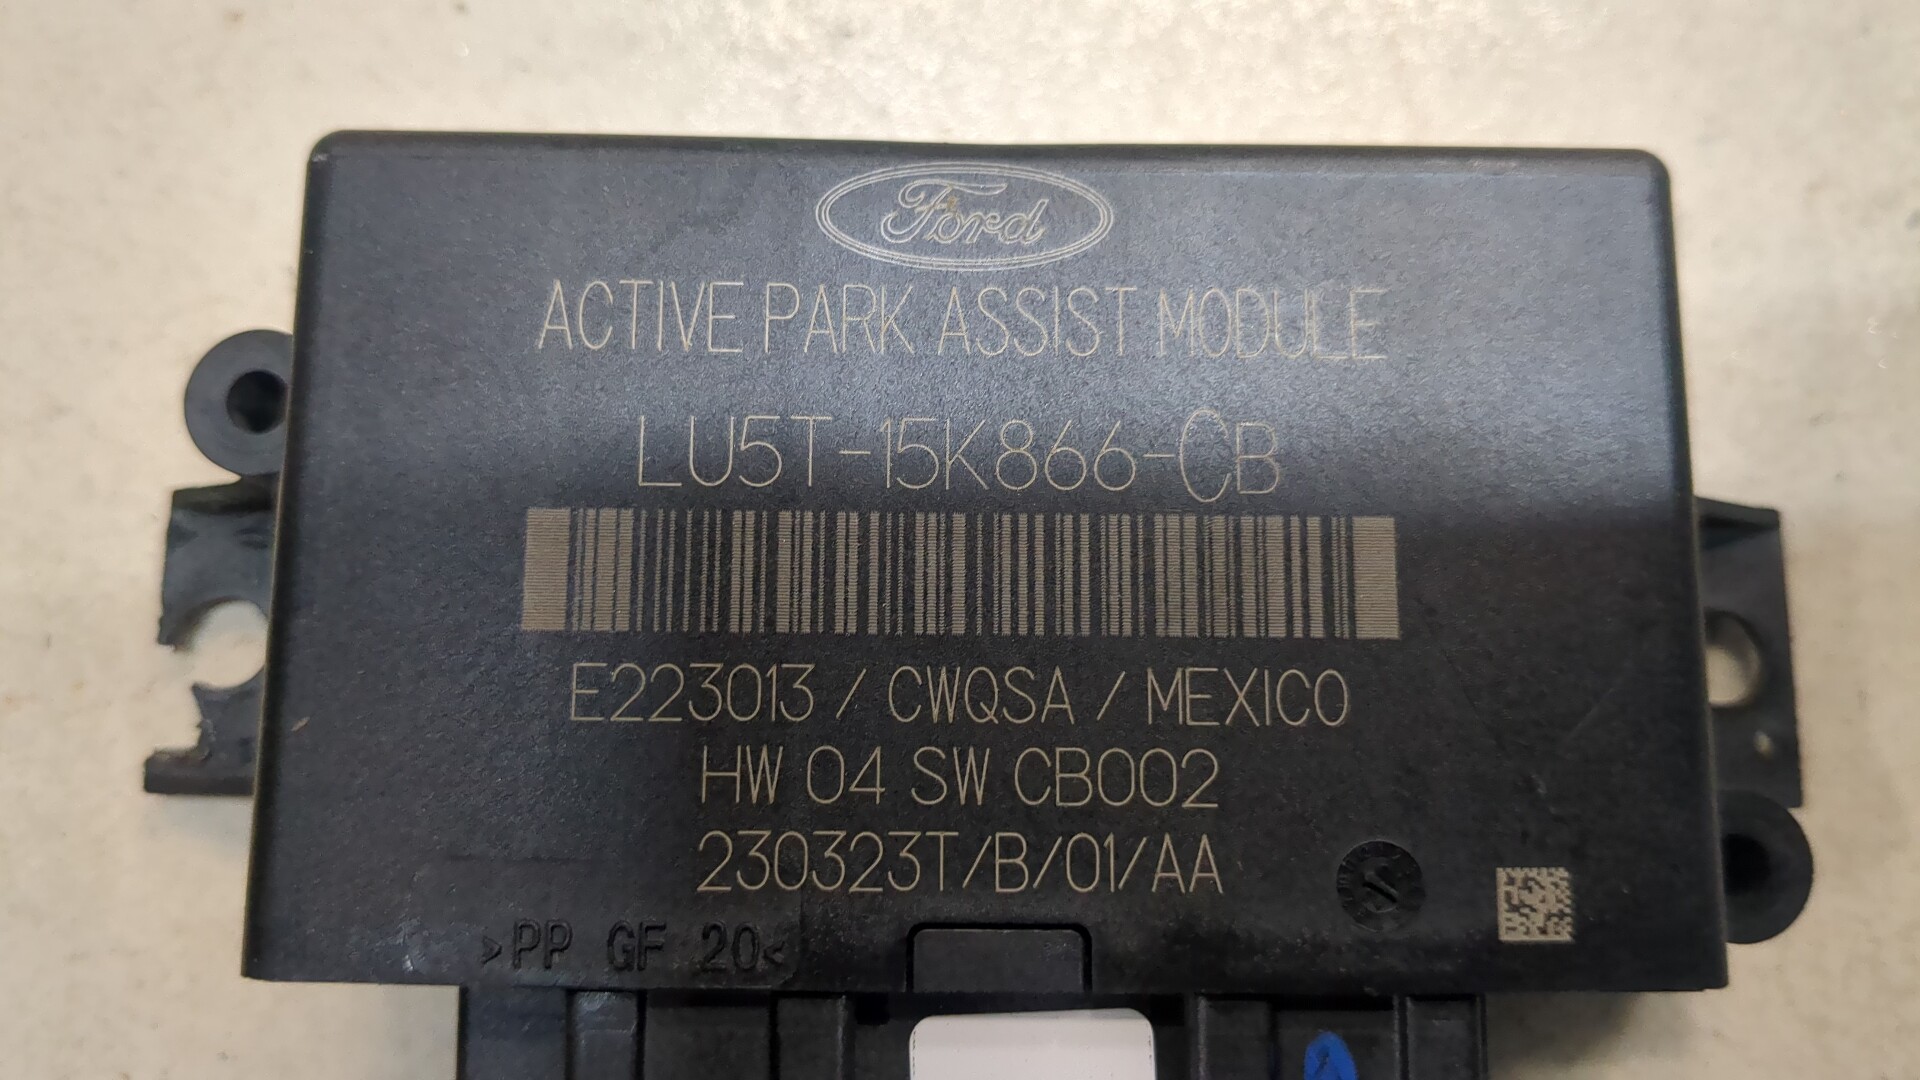 Ford
ACTIVE PARK ASSIST MODULE
LU5T-15K866-CB
E223013 / CWQSA / MEXICO
HW 04 SW CB002
230323T/B/01/AA
>PP GF 20<